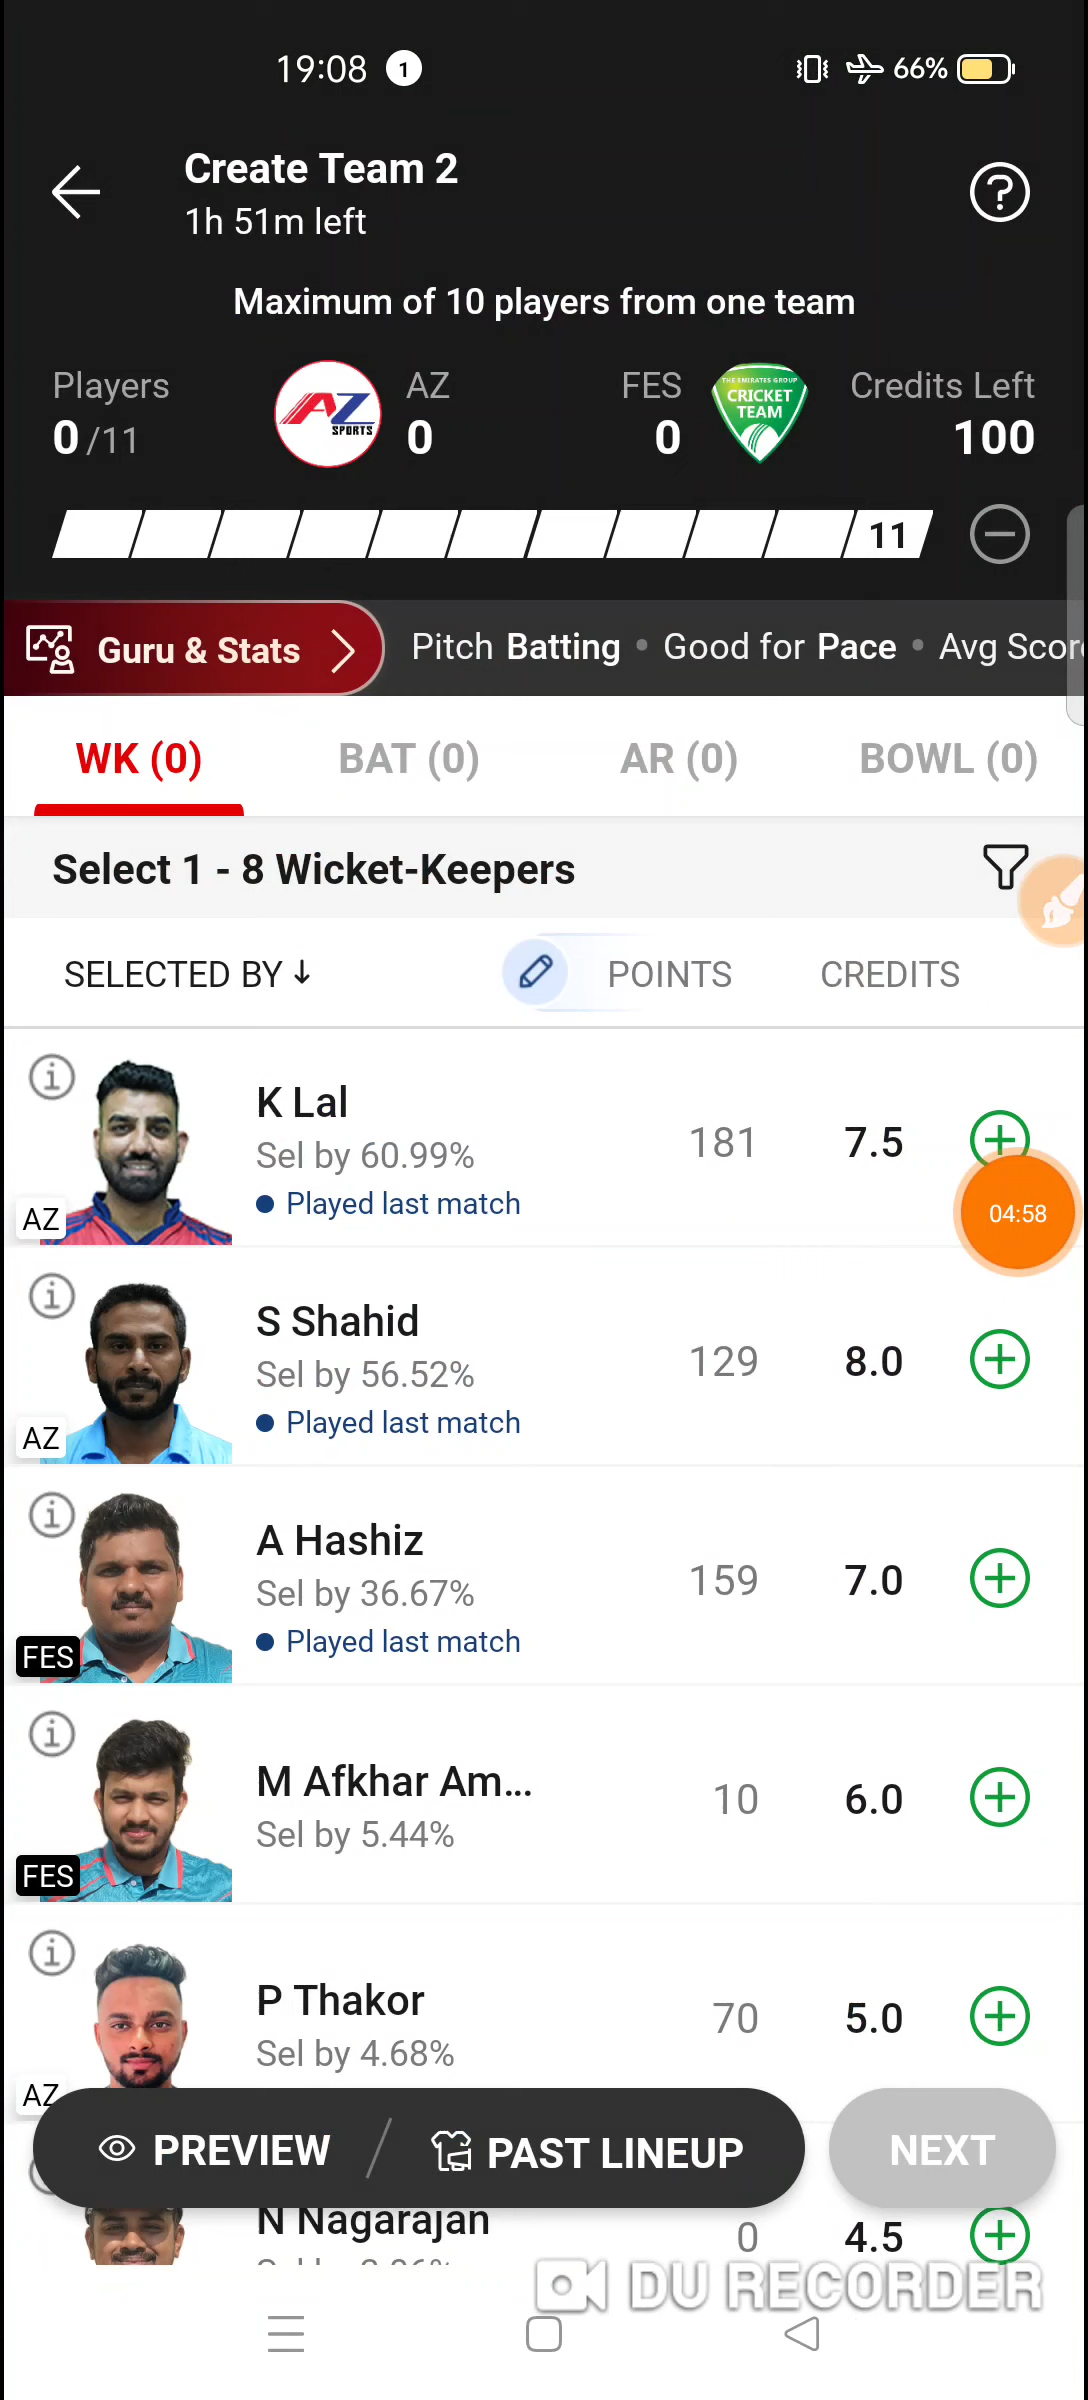 19:08 1 66%
Create Team 2
1h 51m left
Maximum of 10 players from one team
Players AZ FES Credits Left
0/11 0 0 100
AZ SPORTS
THE EMIRATES GROUP
CRICKET
TEAM
11
Guru & Stats Pitch Batting • Good for Pace • Avg Scor
WK (0) BAT (0) AR (0) BOWL (0)
Select 1 - 8 Wicket-Keepers
SELECTED BY ↓ POINTS CREDITS
K Lal
Sel by 60.99%
Played last match
181 7.5
AZ
04:58
S Shahid
Sel by 56.52%
Played last match
129 8.0
AZ
A Hashiz
Sel by 36.67%
Played last match
159 7.0
FES
M Afkhar Am...
Sel by 5.44%
10 6.0
FES
P Thakor
Sel by 4.68%
70 5.0
AZ
PREVIEW PAST LINEUP NEXT
N Nagarajan
0 4.5
DU RECORDER